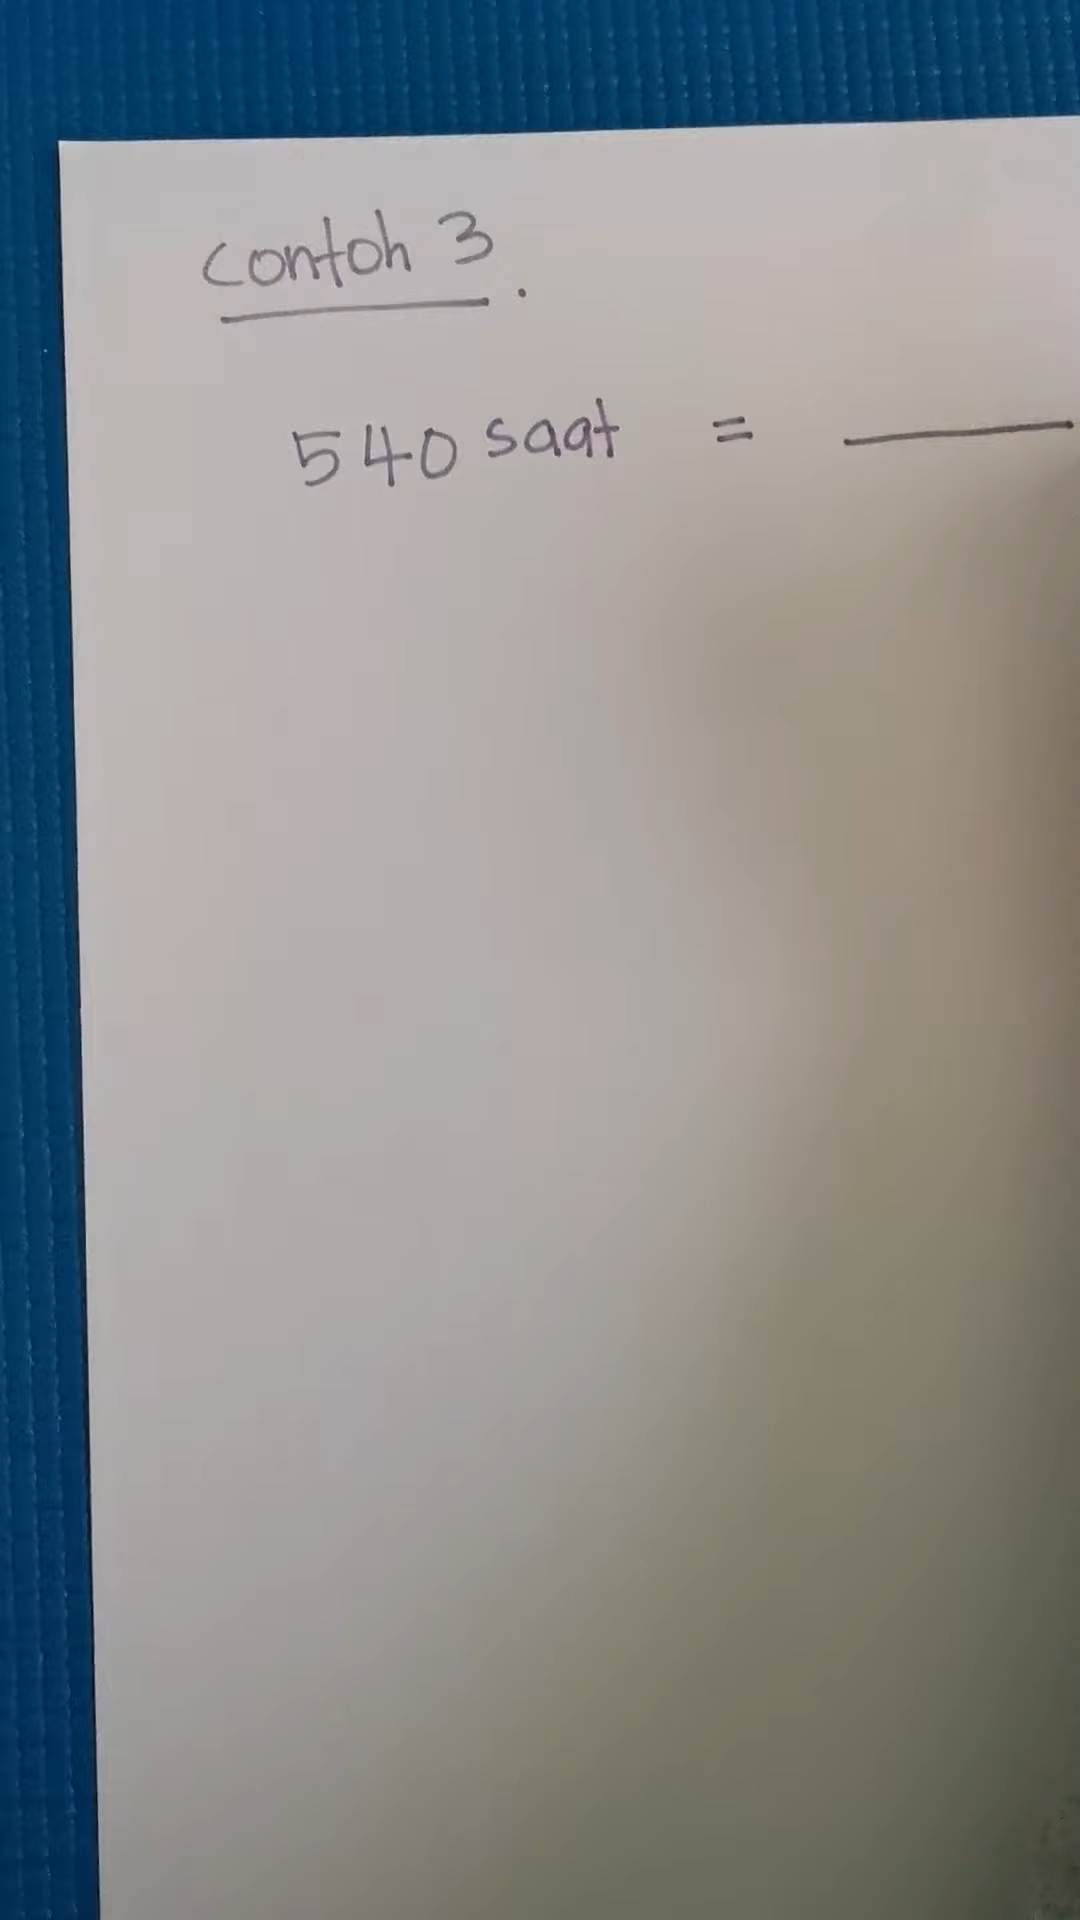 Contoh 3.
540 saat = ____